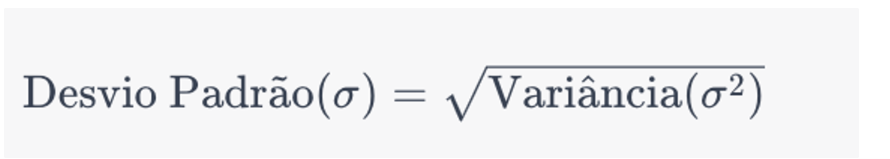 Desvio Padrão(σ) = √Variância(σ²)